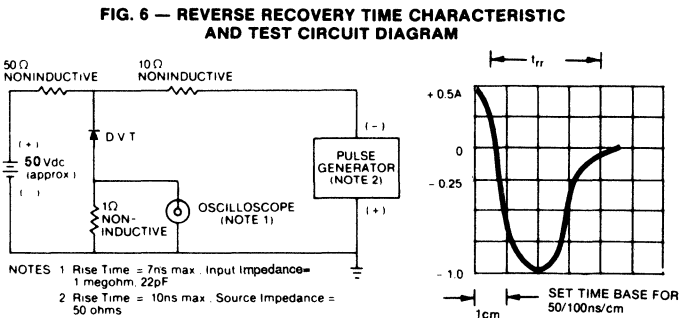 FIG. 6 — REVERSE RECOVERY TIME CHARACTERISTIC
AND TEST CIRCUIT DIAGRAM
50 Ω
NONINDUCTIVE
10 Ω
NONINDUCTIVE
(+)
50 Vdc
(approx)
(-)
DVT
1Ω
NON-
INDUCTIVE
OSCILLOSCOPE
(NOTE 1)
(-)
PULSE
GENERATOR
(NOTE 2)
(+)
NOTES 1 Rise Time = 7ns max. Input Impedance=
1 megohm, 22pF
2 Rise Time = 10ns max. Source Impedance =
50 ohms
trr
+ 0.5A
0
- 0.25
- 1.0
1cm
SET TIME BASE FOR
50/100ns/cm